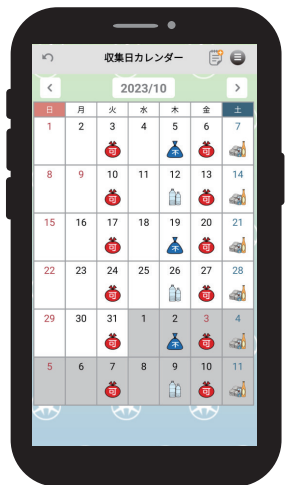 収集日カレンダー
2023/10
日 月 火 水 木 金 土
1 2 3 4 5 6 7
可 不 可
8 9 10 11 12 13 14
可 可
15 16 17 18 19 20 21
可 不 可
22 23 24 25 26 27 28
可 可
29 30 31 1 2 3 4
可 不 可
5 6 7 8 9 10 11
可 可